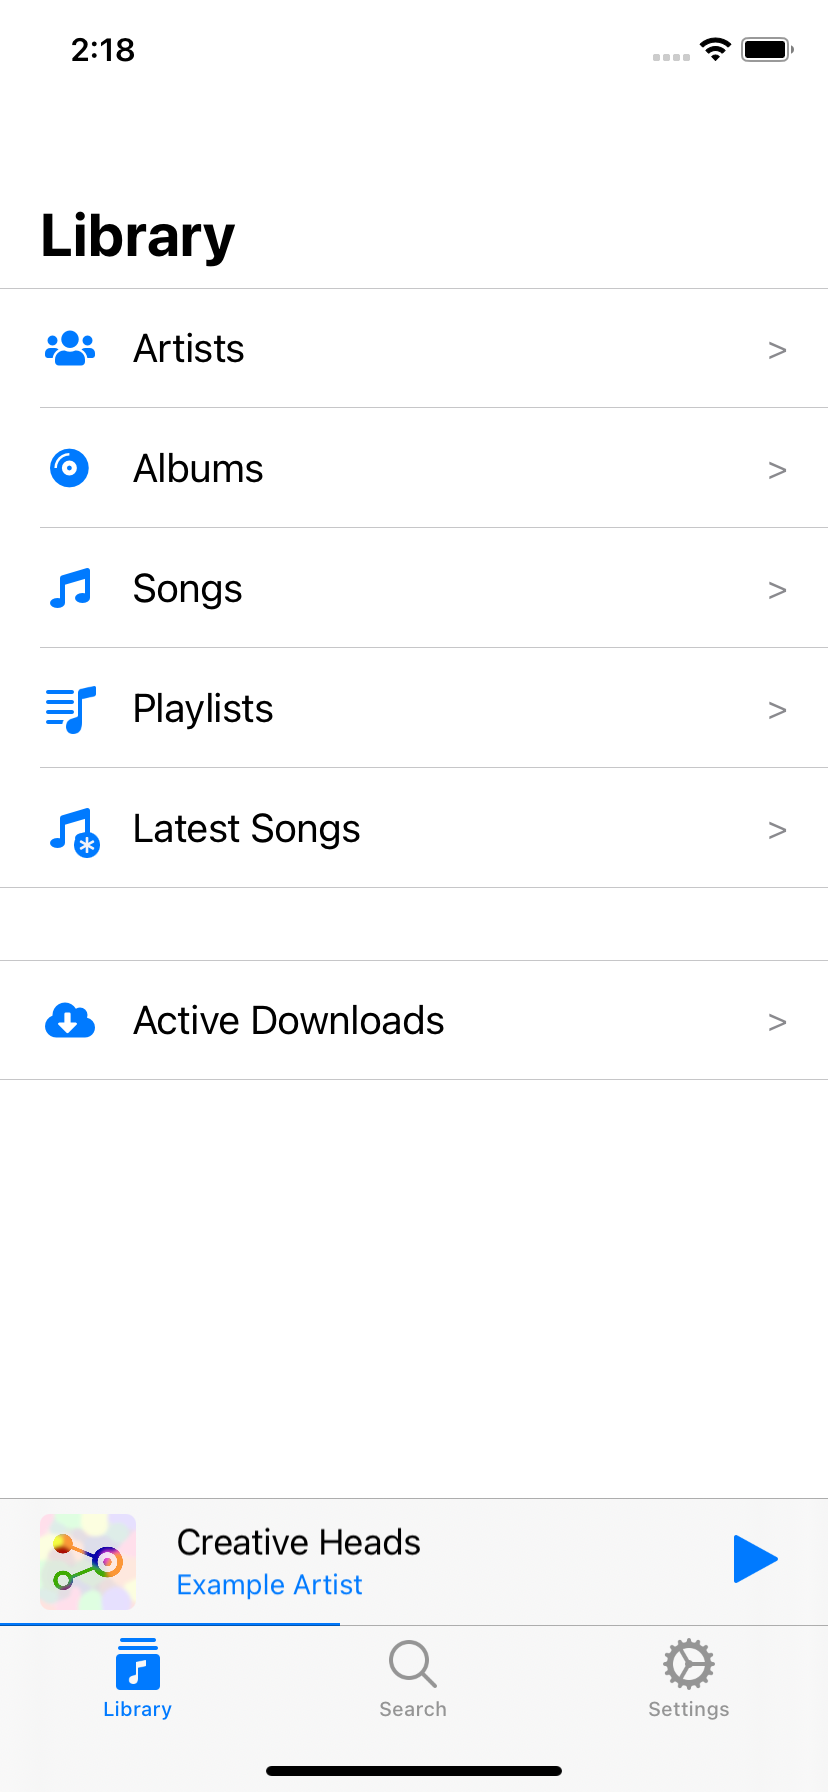 2:18
Library
Artists >
Albums >
Songs >
Playlists >
Latest Songs >
Active Downloads >
Creative Heads
Example Artist
Library Search Settings